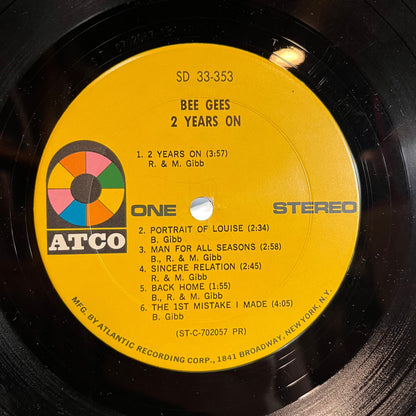 SD 33-353
BEE GEES
2 YEARS ON
1. 2 YEARS ON (3:57)
R. & M. Gibb
ATCO
ONE
STEREO
2. PORTRAIT OF LOUISE (2:34)
B. Gibb
3. MAN FOR ALL SEASONS (2:58)
B., R. & M. Gibb
4. SINCERE RELATION (2:45)
R. & M. Gibb
5. BACK HOME (1:55)
B., R. & M. Gibb
6. THE 1ST MISTAKE I MADE (4:05)
B. Gibb
(ST-C-702057 PR)
MFG. BY ATLANTIC RECORDING CORP., 1841 BROADWAY, NEW YORK, N.Y.